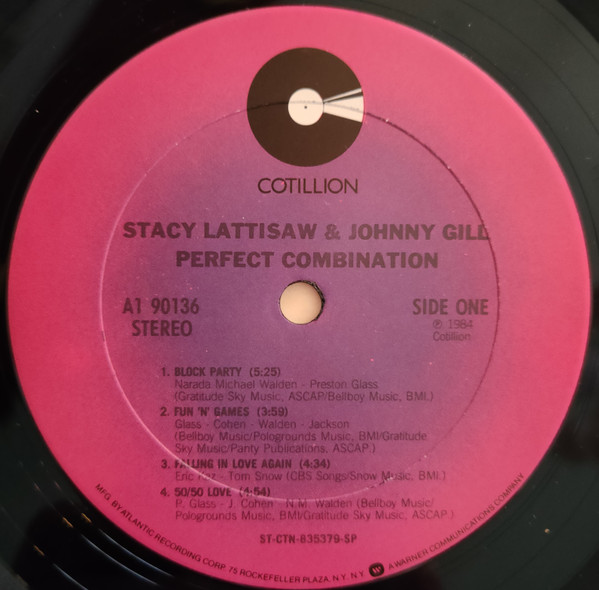 COTILLION
STACY LATTISAW & JOHNNY GILL
PERFECT COMBINATION
A1 90136
STEREO
SIDE ONE
℗ 1984
Cotillion
1. BLOCK PARTY (5:25)
Narada Michael Walden - Preston Glass
(Gratitude Sky Music, ASCAP/Bellboy Music, BMI.)
2. FUN 'N' GAMES (3:59)
Glass - Cohen - Walden - Jackson
(Bellboy Music/Pologrounds Music, BMI/Gratitude
Sky Music/Panty Publications, ASCAP.)
3. FALLING IN LOVE AGAIN (4:34)
Eric Kaz - Tom Snow (CBS Songs/Snow Music, BMI.)
4. 50/50 LOVE (4:54)
P. Glass - J. Cohen - N.M. Walden (Bellboy Music/
Pologrounds Music, BMI/Gratitude Sky Music, ASCAP.)
ST-CTN-835379-SP
MFG. BY ATLANTIC RECORDING CORP. 75 ROCKEFELLER PLAZA, N.Y. N.Y. W A WARNER COMMUNICATIONS COMPANY